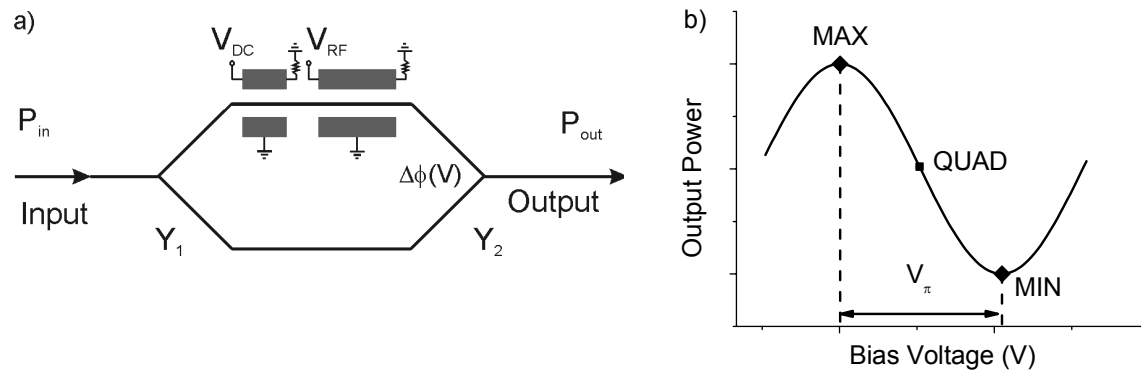 a)
V_DC V_RF
P_in
P_out
Δϕ(V)
Input
Output
Y_1
Y_2
b)
MAX
QUAD
MIN
V_π
Output Power
Bias Voltage (V)